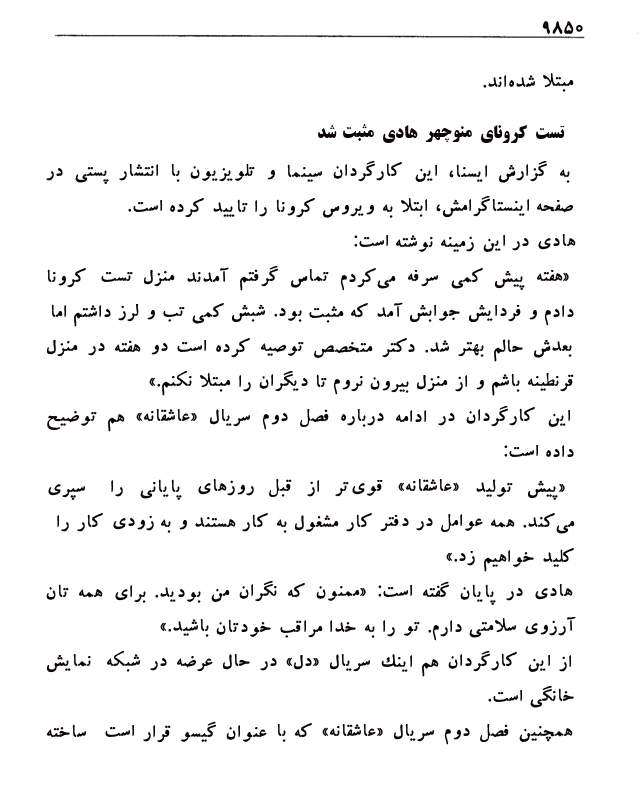 ۹۸۵۰
مبتلا شده‌اند.
تست کرونای منوچهر هادی مثبت شد
به گزارش ایسنا، این کارگردان سینما و تلویزیون با انتشار پستی در
صفحه اینستاگرامش، ابتلا به ویروس کرونا را تایید کرده است.
هادی در این زمینه نوشته است:
«هفته پیش کمی سرفه می‌کردم تماس گرفتم آمدند منزل تست کرونا
دادم و فردایش جوابش آمد که مثبت بود. شبش کمی تب و لرز داشتم اما
بعدش حالم بهتر شد. دکتر متخصص توصیه کرده است دو هفته در منزل
قرنطینه باشم و از منزل بیرون نروم تا دیگران را مبتلا نکنم.»
این کارگردان در ادامه درباره فصل دوم سریال «عاشقانه» هم توضیح
داده است:
«پیش تولید «عاشقانه» قوی‌تر از قبل روزهای پایانی را سپری
می‌کند. همه عوامل در دفتر کار مشغول به کار هستند و به زودی کار را
کلید خواهیم زد.»
هادی در پایان گفته است: «ممنون که نگران من بودید. برای همه تان
آرزوی سلامتی دارم. تو را به خدا مراقب خودتان باشید.»
از این کارگردان هم اینك سریال «دل» در حال عرضه در شبکه نمایش
خانگی است.
همچنین فصل دوم سریال «عاشقانه» که با عنوان گیسو قرار است ساخته